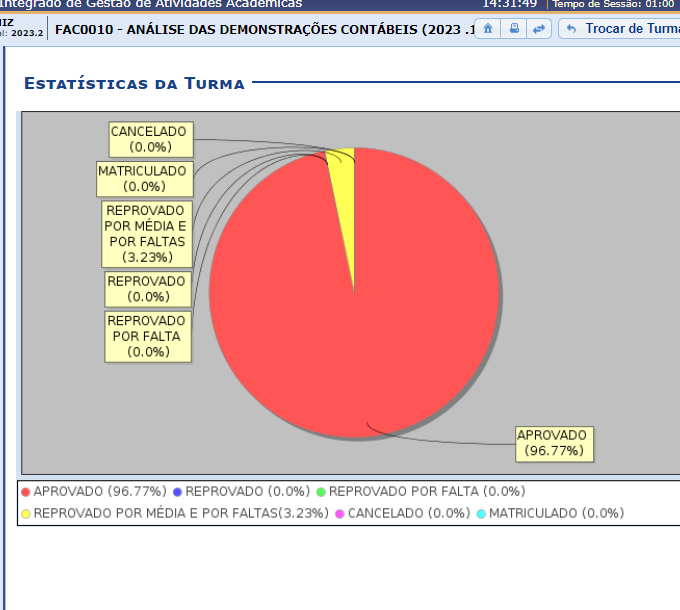 Integrado de Gestão de Atividades Acadêmicas 14:31:49 Tempo de Sessão: 01:00
IZ
al: 2023.2 FAC0010 - ANÁLISE DAS DEMONSTRAÇÕES CONTÁBEIS (2023 .1 Trocar de Turma
ESTATÍSTICAS DA TURMA
CANCELADO
(0.0%)
MATRICULADO
(0.0%)
REPROVADO
POR MÉDIA E
POR FALTAS
(3.23%)
REPROVADO
(0.0%)
REPROVADO
POR FALTA
(0.0%)
APROVADO
(96.77%)
APROVADO (96.77%) REPROVADO (0.0%) REPROVADO POR FALTA (0.0%)
REPROVADO POR MÉDIA E POR FALTAS(3.23%) CANCELADO (0.0%) MATRICULADO (0.0%)